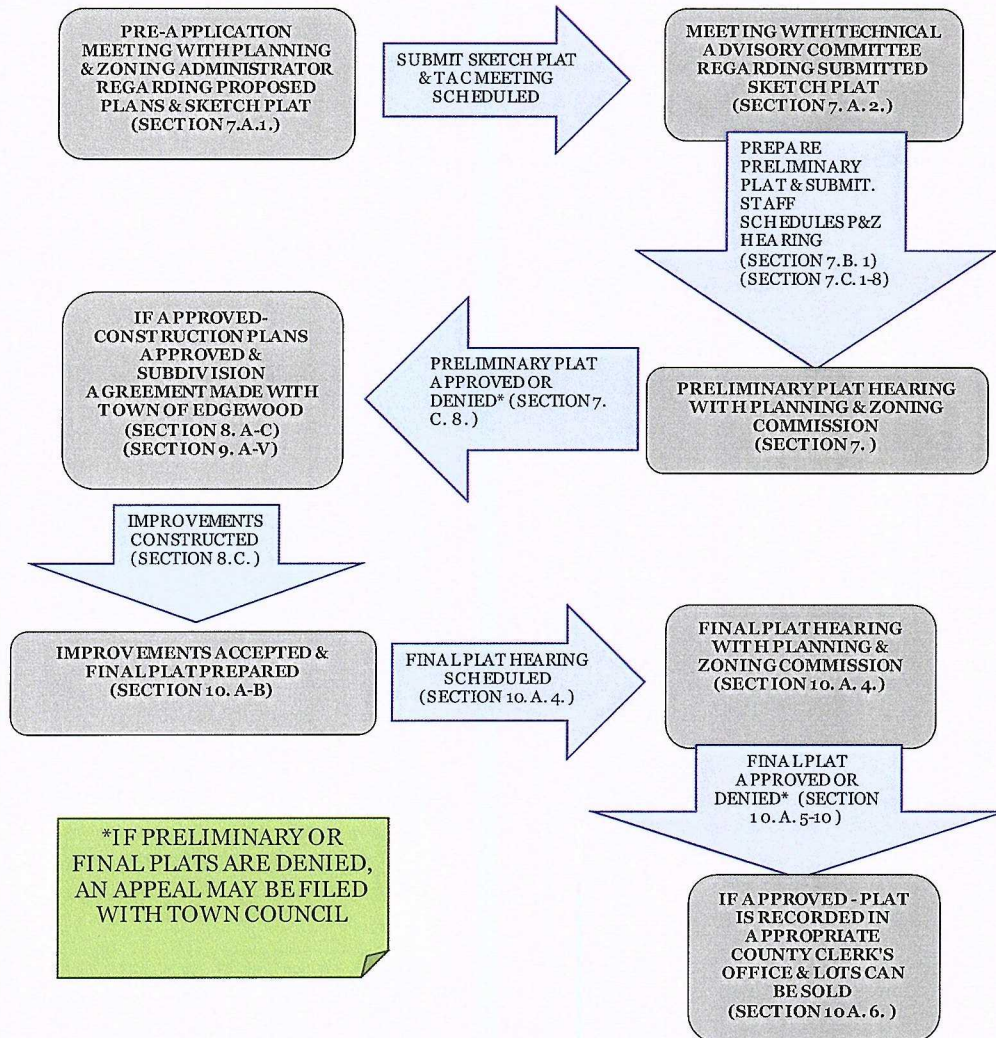 PRE-APPLICATION
MEETING WITH PLANNING
& ZONING ADMINISTRATOR
REGARDING PROPOSED
PLANS & SKETCH PLAT
(SECTION 7.A.1.)
SUBMIT SKETCH PLAT
& TAC MEETING
SCHEDULED
MEETING WITH TECHNICAL
ADVISORY COMMITTEE
REGARDING SUBMITTED
SKETCH PLAT
(SECTION 7. A. 2.)
PREPARE
PRELIMINARY
PLAT & SUBMIT.
STAFF
SCHEDULES P&Z
HEARING
(SECTION 7.B. 1)
(SECTION 7.C. 1-8)
PRELIMINARY PLAT HEARING
WITH PLANNING & ZONING
COMMISSION
(SECTION 7. )
PRELIMINARY PLAT
APPROVED OR
DENIED* (SECTION 7.
C. 8. )
IF APPROVED-
CONSTRUCTION PLANS
APPROVED &
SUBDIVISION
AGREEMENT MADE WITH
TOWN OF EDGEWOOD
(SECTION 8. A-C)
(SECTION 9. A-V)
IMPROVEMENTS
CONSTRUCTED
(SECTION 8.C. )
IMPROVEMENTS ACCEPTED &
FINAL PLAT PREPARED
(SECTION 10. A-B)
FINAL PLAT HEARING
SCHEDULED
(SECTION 10. A. 4. )
FINAL PLAT HEARING
WITH PLANNING &
ZONING COMMISSION
(SECTION 10. A. 4.)
FINAL PLAT
APPROVED OR
DENIED* (SECTION
10. A. 5-10)
IF APPROVED - PLAT
IS RECORDED IN
APPROPRIATE
COUNTY CLERK'S
OFFICE & LOTS CAN
BE SOLD
(SECTION 10 A. 6. )
*IF PRELIMINARY OR
FINAL PLATS ARE DENIED,
AN APPEAL MAY BE FILED
WITH TOWN COUNCIL